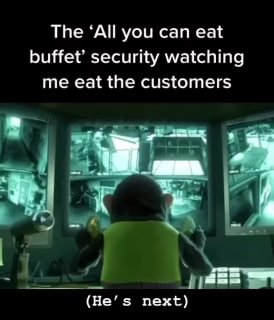 The ‘All you can eat
buffet’ security watching
me eat the customers
(He’s next)